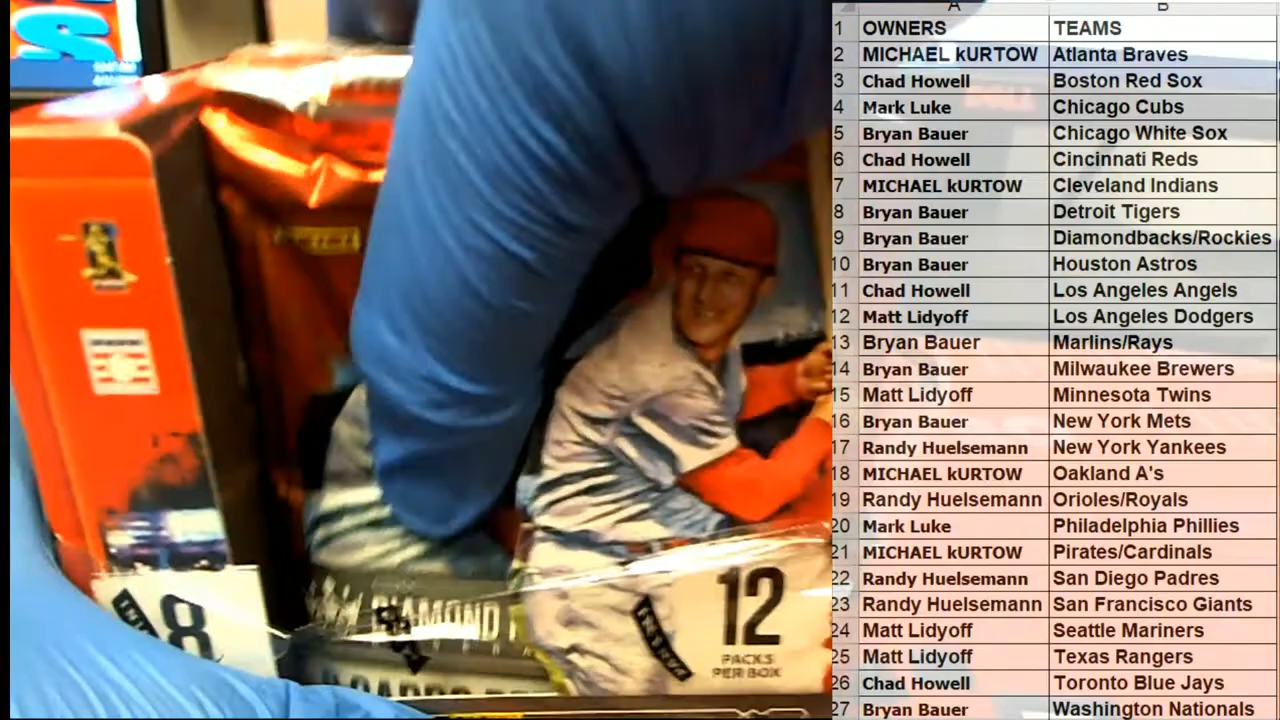 S
A B
1 OWNERS TEAMS
2 MICHAEL kURTOW Atlanta Braves
3 Chad Howell Boston Red Sox
4 Mark Luke Chicago Cubs
5 Bryan Bauer Chicago White Sox
6 Chad Howell Cincinnati Reds
7 MICHAEL kURTOW Cleveland Indians
8 Bryan Bauer Detroit Tigers
9 Bryan Bauer Diamondbacks/Rockies
10 Bryan Bauer Houston Astros
11 Chad Howell Los Angeles Angels
12 Matt Lidyoff Los Angeles Dodgers
13 Bryan Bauer Marlins/Rays
14 Bryan Bauer Milwaukee Brewers
15 Matt Lidyoff Minnesota Twins
16 Bryan Bauer New York Mets
17 Randy Huelsemann New York Yankees
18 MICHAEL kURTOW Oakland A's
19 Randy Huelsemann Orioles/Royals
20 Mark Luke Philadelphia Phillies
21 MICHAEL kURTOW Pirates/Cardinals
22 Randy Huelsemann San Diego Padres
23 Randy Huelsemann San Francisco Giants
24 Matt Lidyoff Seattle Mariners
25 Matt Lidyoff Texas Rangers
26 Chad Howell Toronto Blue Jays
27 Bryan Bauer Washington Nationals
8
DIAMOND
12
PACKS
PER BOX